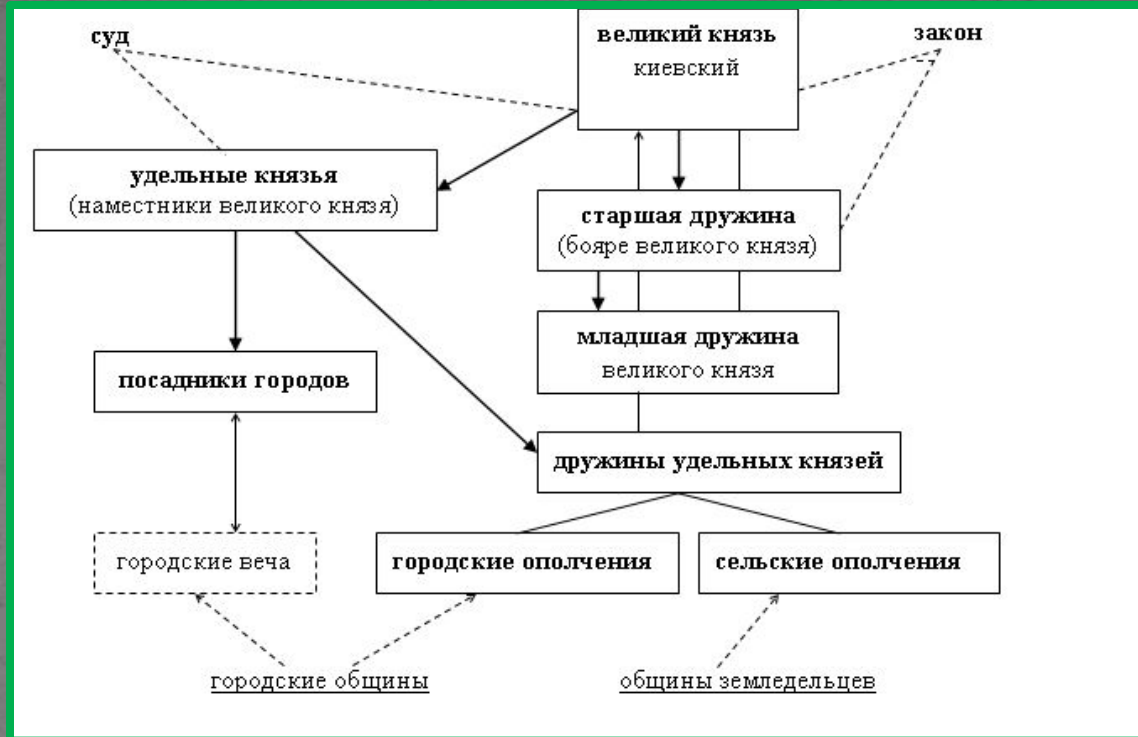 суд
великий князь
киевский
закон
удельные князья
(наместники великого князя)
старшая дружина
(бояре великого князя)
младшая дружина
великого князя
посадники городов
дружины удельных князей
городские веча
городские ополчения
сельские ополчения
городские общины
общины земледельцев